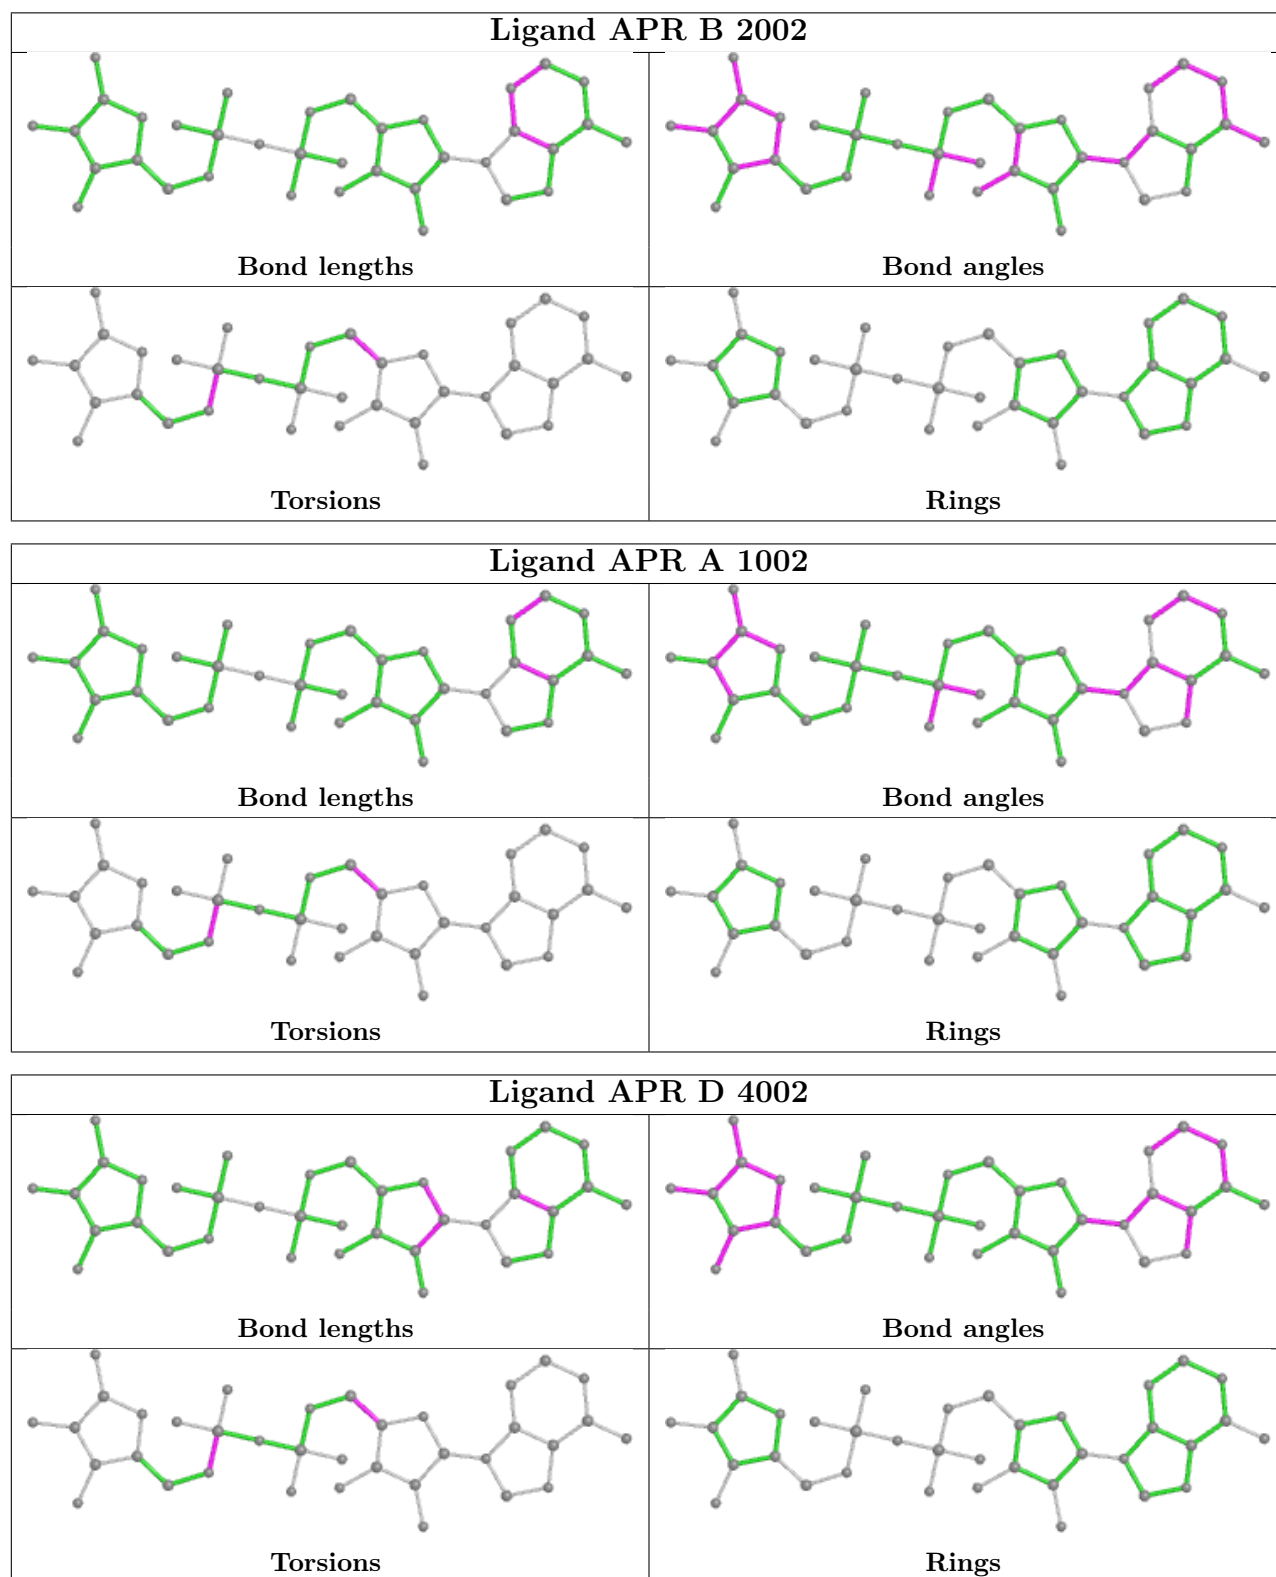 Ligand APR B 2002
Bond lengths
Bond angles
Torsions
Rings
Ligand APR A 1002
Bond lengths
Bond angles
Torsions
Rings
Ligand APR D 4002
Bond lengths
Bond angles
Torsions
Rings